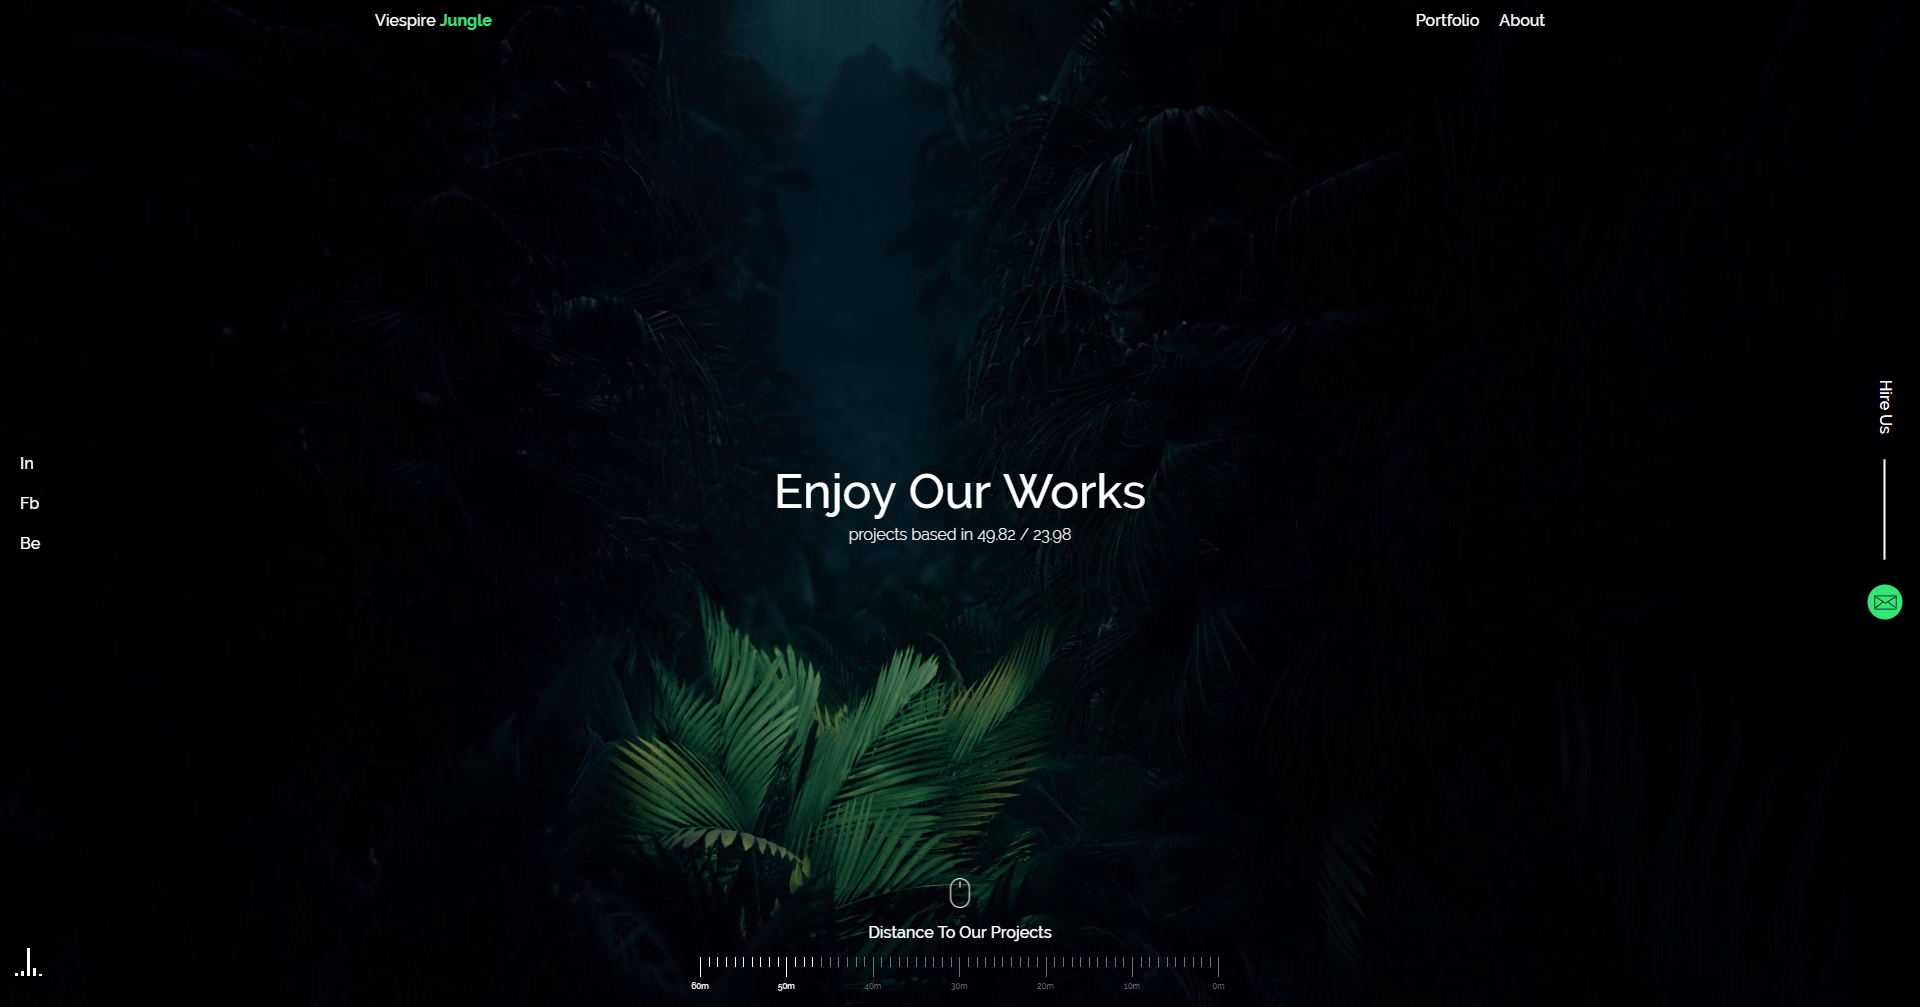 Viespire Jungle
Portfolio
About
Hire Us
In
Fb
Be
Enjoy Our Works
projects based in 49.82 / 23.98
Distance To Our Projects
60m 50m 40m 30m 20m 10m 0m